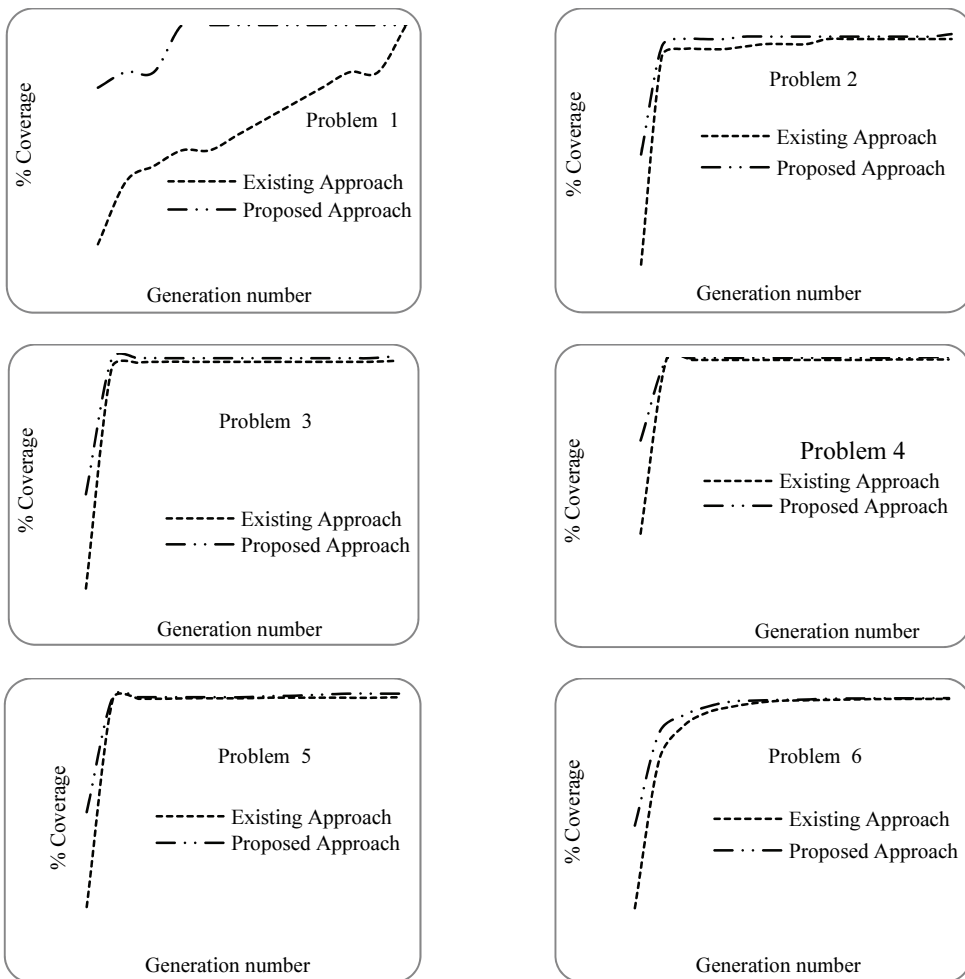 % Coverage
Problem 1
Existing Approach
Proposed Approach
Generation number
% Coverage
Problem 2
Existing Approach
Proposed Approach
Generation number
% Coverage
Problem 3
Existing Approach
Proposed Approach
Generation number
% Coverage
Problem 4
Existing Approach
Proposed Approach
Generation number
% Coverage
Problem 5
Existing Approach
Proposed Approach
Generation number
% Coverage
Problem 6
Existing Approach
Proposed Approach
Generation number